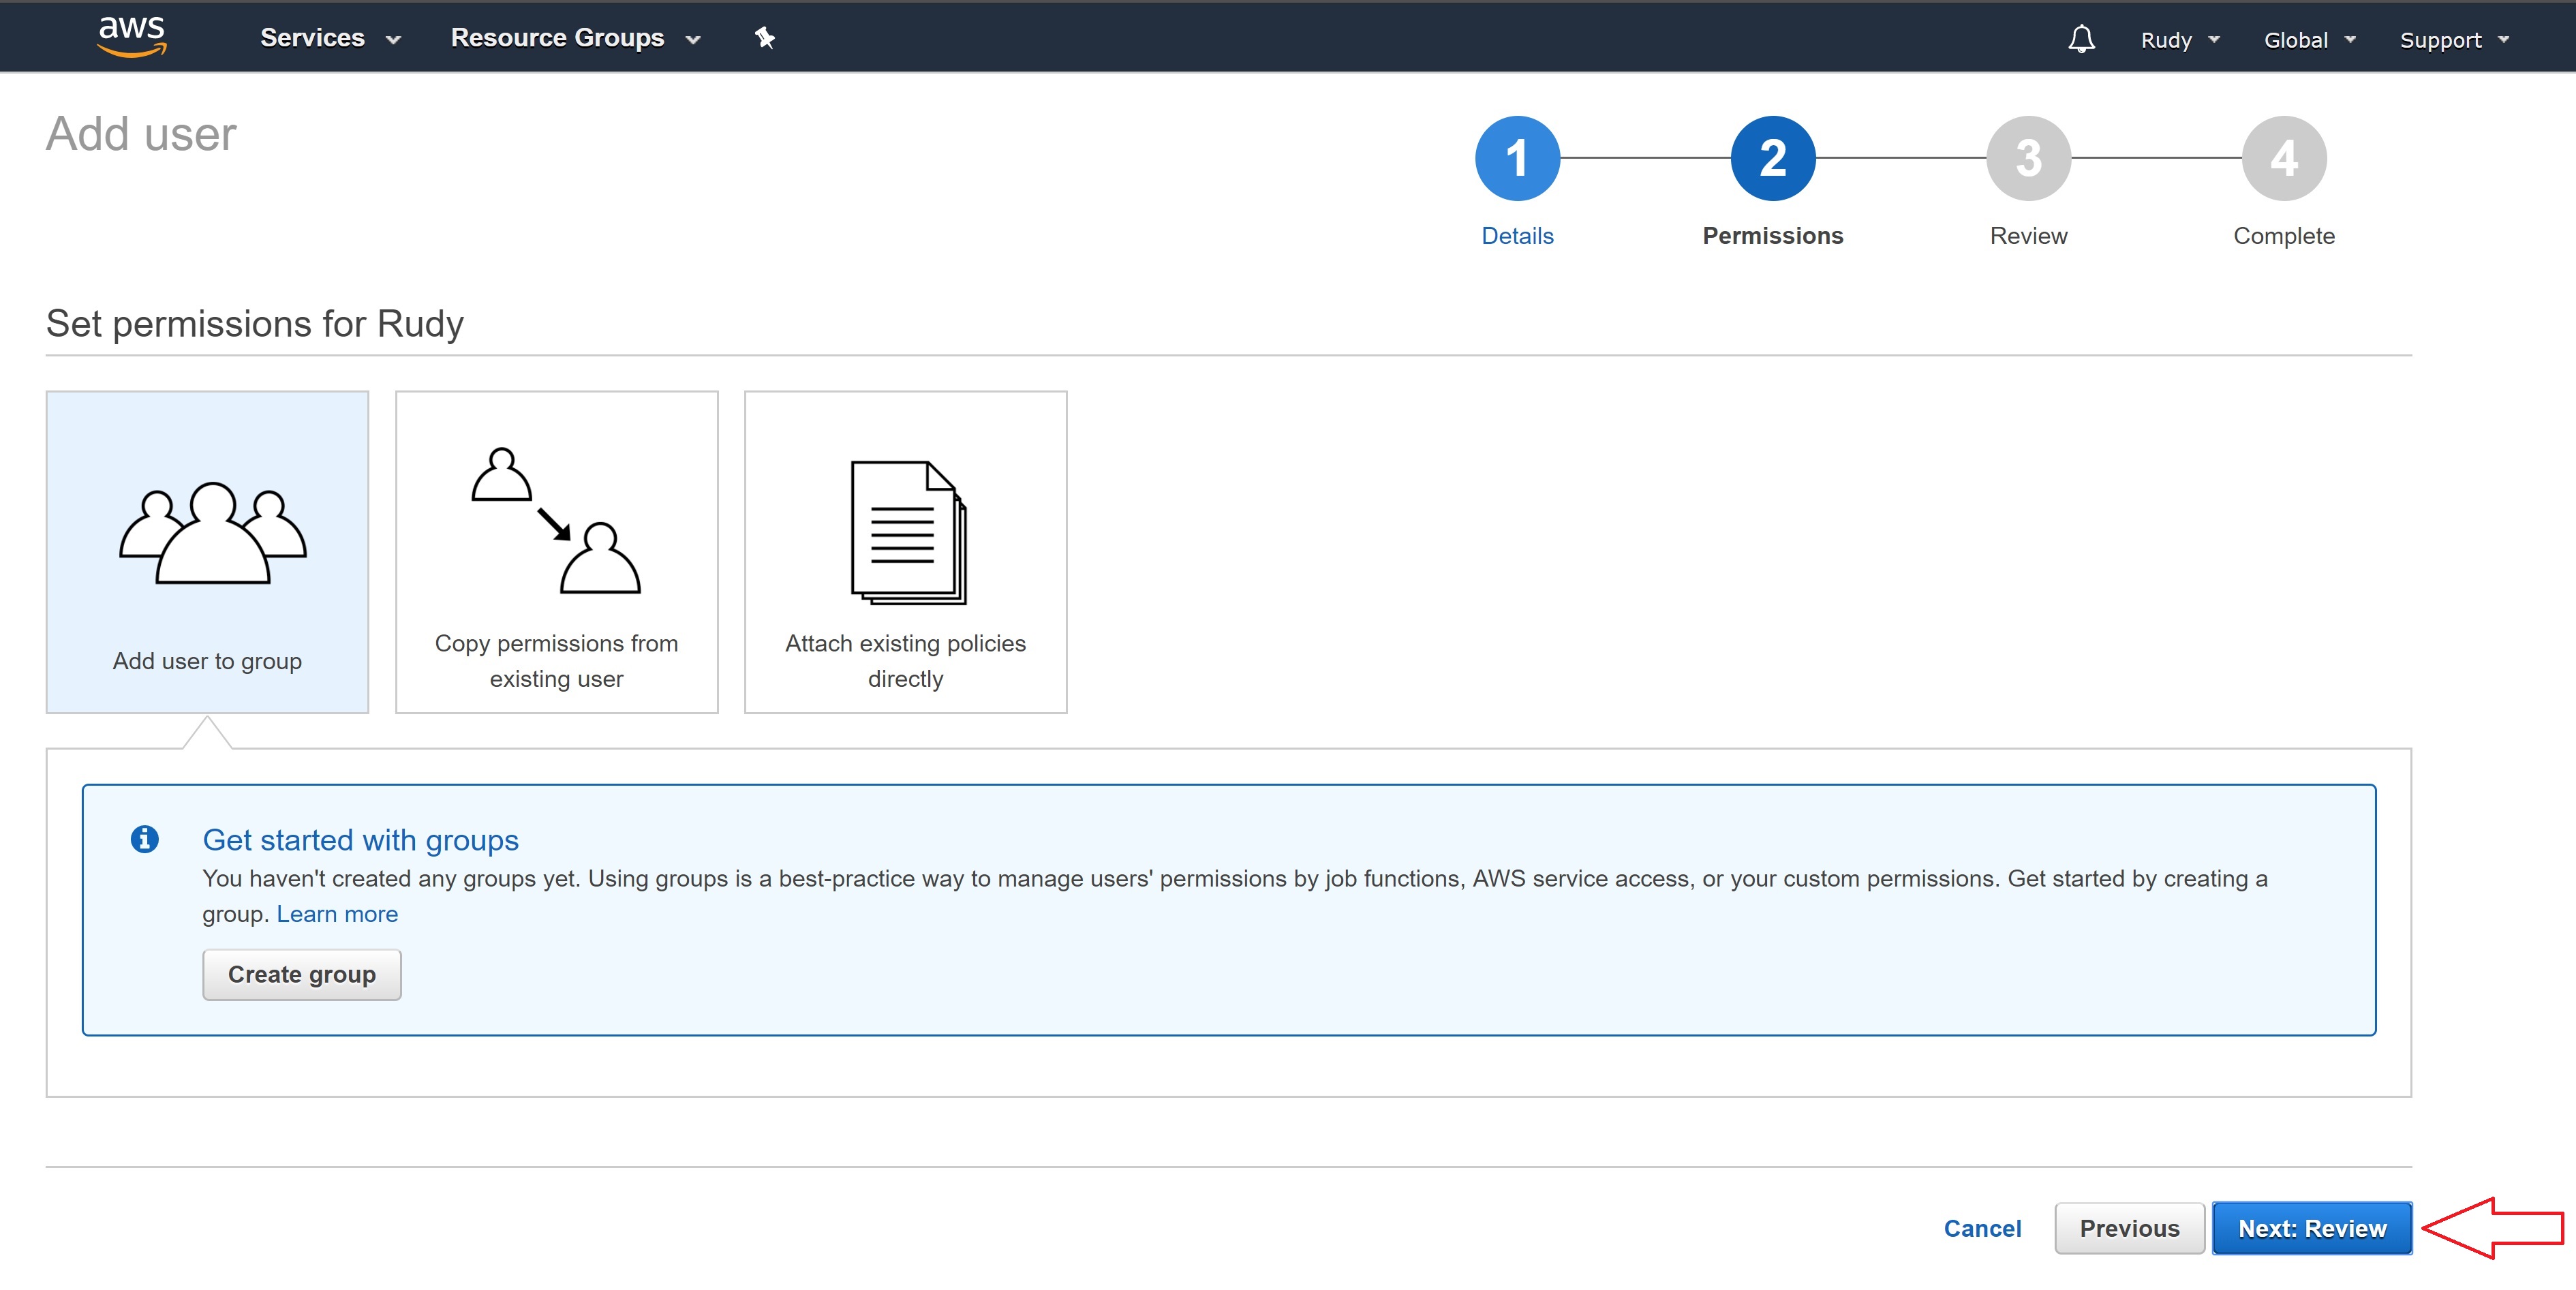 aws Services Resource Groups Rudy Global Support
Add user
1 2 3 4
Details Permissions Review Complete
Set permissions for Rudy
Add user to group
Copy permissions from
existing user
Attach existing policies
directly
Get started with groups
You haven't created any groups yet. Using groups is a best-practice way to manage users' permissions by job functions, AWS service access, or your custom permissions. Get started by creating a
group. Learn more
Create group
Cancel Previous Next: Review